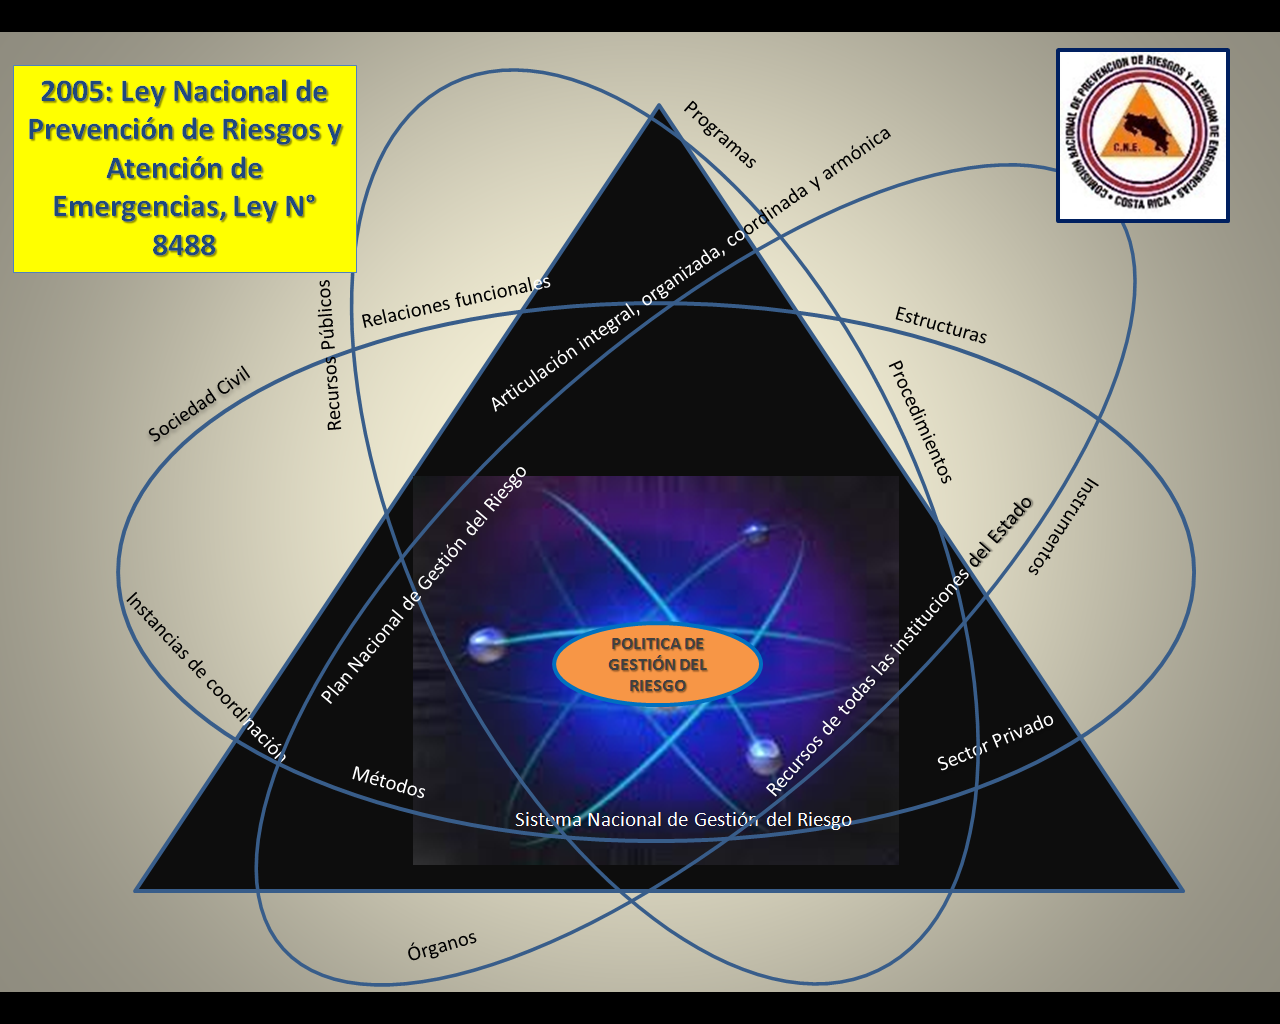 2005: Ley Nacional de
Prevención de Riesgos y
Atención de
Emergencias, Ley N°
8488
COMISIÓN NACIONAL DE PREVENCIÓN DE RIESGOS Y ATENCIÓN DE EMERGENCIAS
C.N.E.
• COSTA RICA •
Programas
Articulación integral, organizada, coordinada y armónica
Relaciones funcionales
Recursos Públicos
Estructuras
Sociedad Civil
Procedimientos
Plan Nacional de Gestión del Riesgo
Instrumentos
Recursos de todas las instituciones del Estado
Instancias de coordinación
POLITICA DE
GESTIÓN DEL
RIESGO
Sector Privado
Métodos
Sistema Nacional de Gestión del Riesgo
Órganos